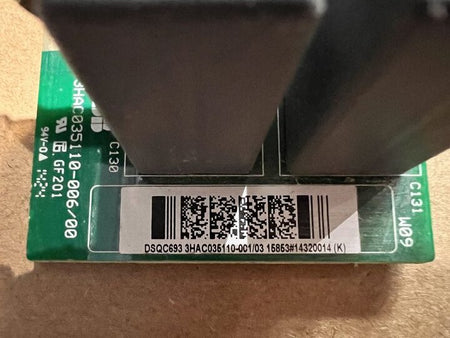 3HAC035110-006/00
94V-0
GF201
C130
C131
W09
DSQC693 3HAC035110-001/03 15853#14320014 (K)